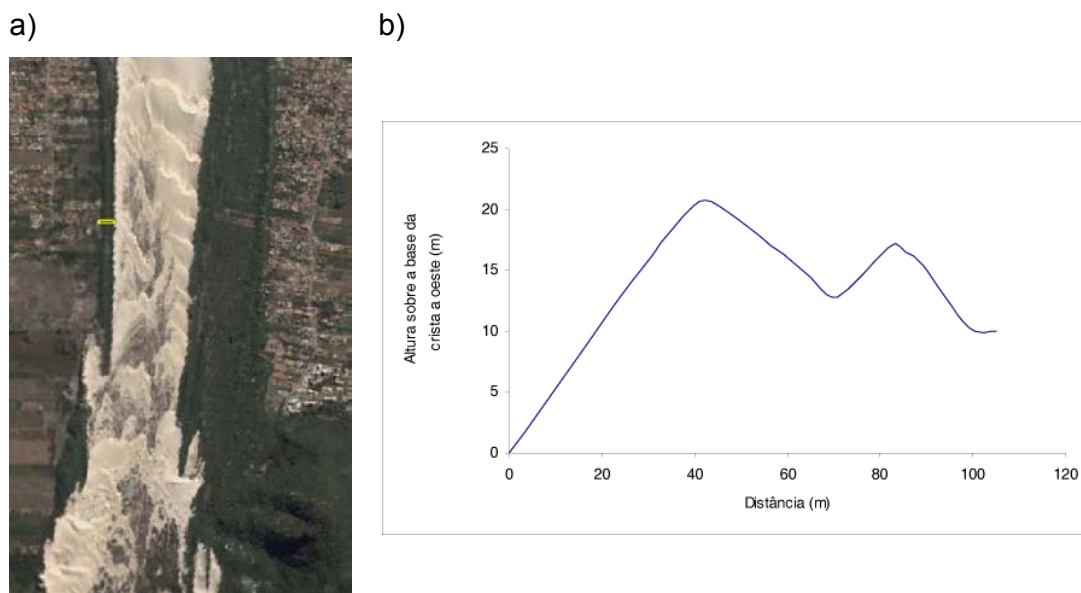 a)
b)
25
20
15
10
5
0
Altura sobre a base da
crista a oeste (m)
0 20 40 60 80 100 120
Distância (m)